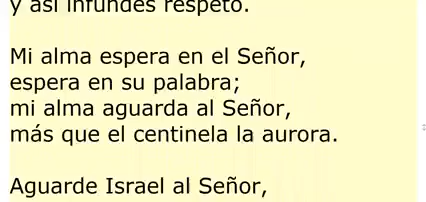 y así infundes respeto.
Mi alma espera en el Señor,
espera en su palabra;
mi alma aguarda al Señor,
más que el centinela la aurora.
Aguarde Israel al Señor,